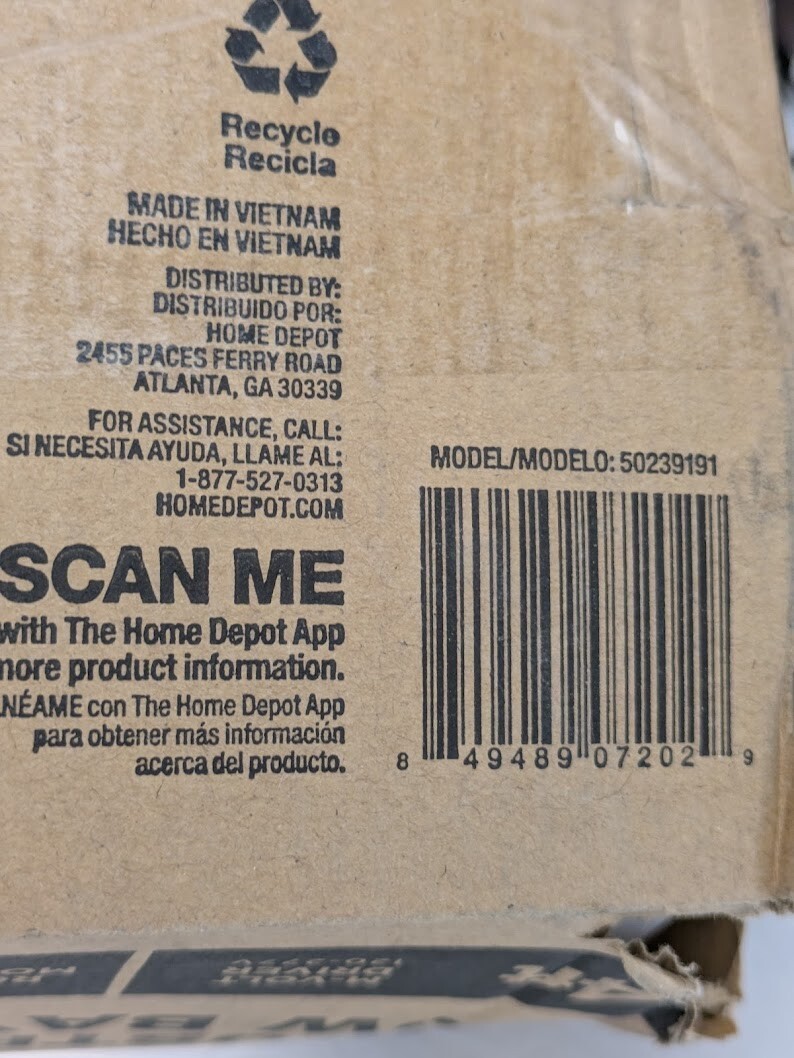 Recycle
Recicla
MADE IN VIETNAM
HECHO EN VIETNAM
DISTRIBUTED BY:
DISTRIBUIDO POR:
HOME DEPOT
2455 PACES FERRY ROAD
ATLANTA, GA 30339
FOR ASSISTANCE, CALL:
SI NECESITA AYUDA, LLAME AL:
1-877-527-0313
HOMEDEPOT.COM
SCAN ME
with The Home Depot App
more product information.
NÉAME con The Home Depot App
para obtener más información
acerca del producto.
MODEL/MODELO: 50239191
8 49489 07202 9
M-VOLT
DRIVER